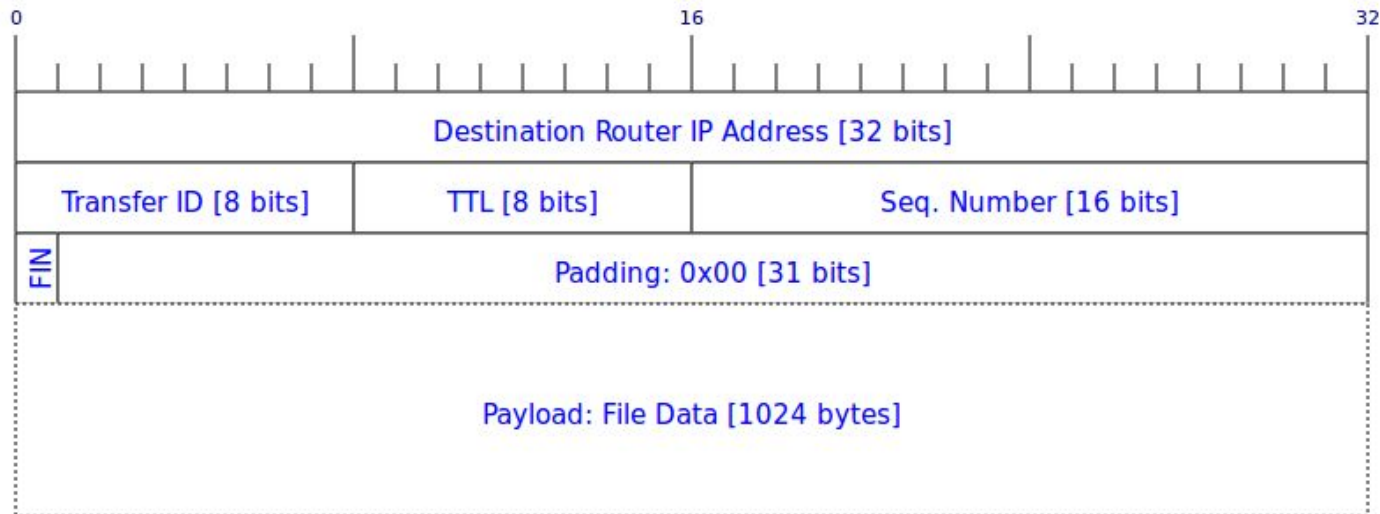 0 16 32
Destination Router IP Address [32 bits]
Transfer ID [8 bits] TTL [8 bits] Seq. Number [16 bits]
FIN Padding: 0x00 [31 bits]
Payload: File Data [1024 bytes]